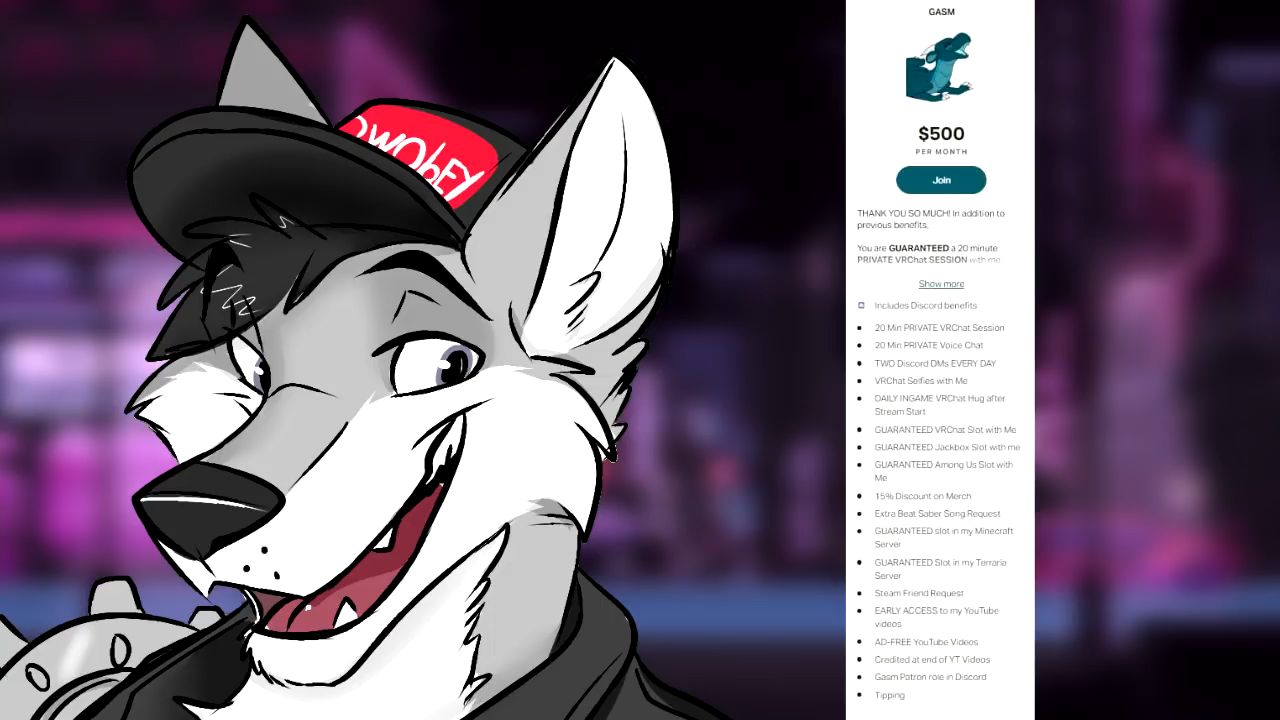 OWOBEY
GASM
$500
PER MONTH
Join
THANK YOU SO MUCH! In addition to
previous benefits,
You are GUARANTEED a 20 minute
PRIVATE VRChat SESSION with me
Show more
Includes Discord benefits
20 Min PRIVATE VRChat Session
20 Min PRIVATE Voice Chat
TWO Discord DMs EVERY DAY
VRChat Selfies with Me
DAILY INGAME VRChat Hug after
Stream Start
GUARANTEED VRChat Slot with Me
GUARANTEED Jackbox Slot with me
GUARANTEED Among Us Slot with
Me
15% Discount on Merch
Extra Beat Saber Song Request
GUARANTEED slot in my Minecraft
Server
GUARANTEED Slot in my Terraria
Server
Steam Friend Request
EARLY ACCESS to my YouTube
videos
AD-FREE YouTube Videos
Credited at end of YT Videos
Gasm Patron role in Discord
Tipping